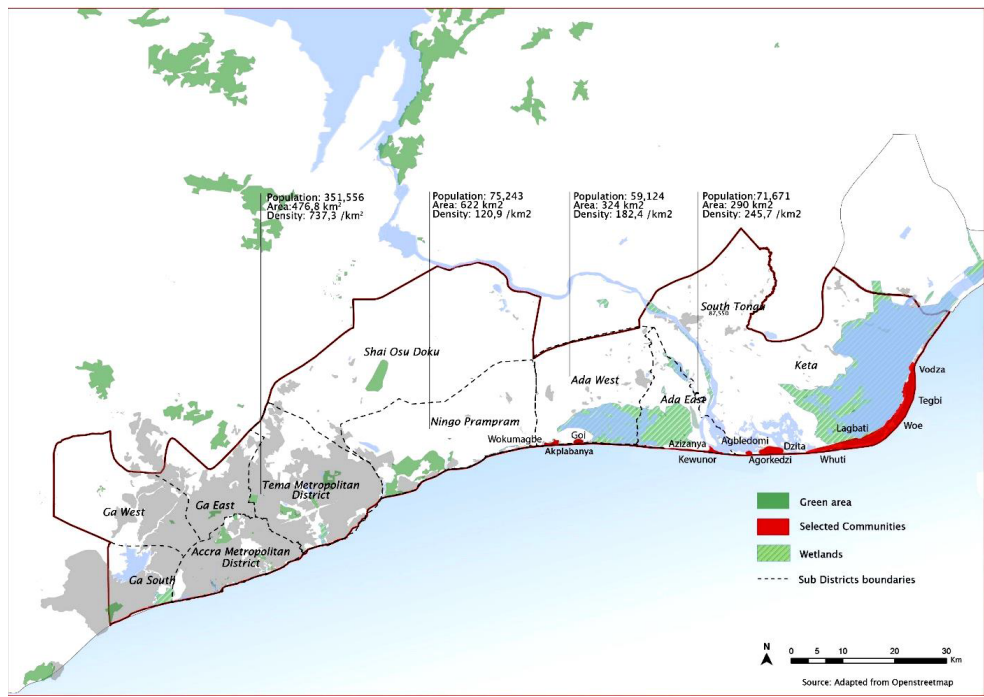 Population: 351,556
Area:476,8 km²
Density: 737,3 /km²
Population: 75,243
Area: 622 km2
Density: 120,9 /km2
Population: 59,124
Area: 324 km2
Density: 182,4 /km2
Population:71,671
Area: 290 km2
Density: 245,7 /km2
South Tongu
87,550
Shai Osu Doku
Keta
Ada West
Ada East
Vodza
Tegbi
Ningo Prampram
Woe
Lagbati
Wokumagbe
Goi
Akplabanya
Azizanya
Agbledomi
Dzita
Kewunor
Agorkedzi
Whuti
Tema Metropolitan
District
Ga West
Ga East
Accra Metropolitan
District
Ga South
Green area
Selected Communities
Wetlands
Sub Districts boundaries
N
0 5 10 20 30
Km
Source: Adapted from Openstreetmap